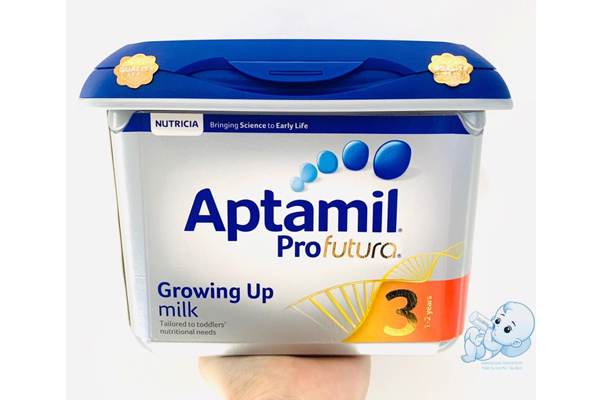 NUTRICIA Bringing Science to Early Life
Aptamil®
Profutura®
Growing Up
milk
Tailored to toddlers'
nutritional needs
3
1-2 years